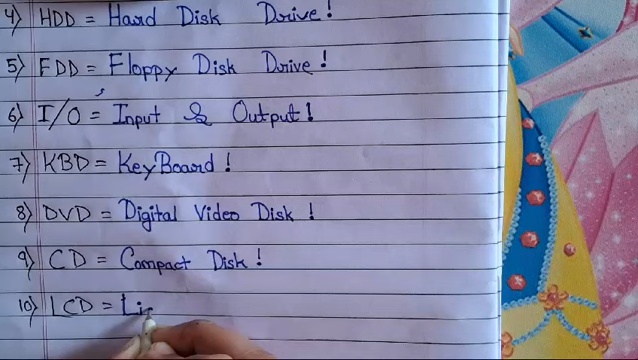 4) HDD = Hard Disk Drive!
5) FDD = Floppy Disk Drive!
6) I/O = Input & Output!
7) KBD = KeyBoard!
8) DVD = Digital Video Disk!
9) CD = Compact Disk!
10) LCD = Li